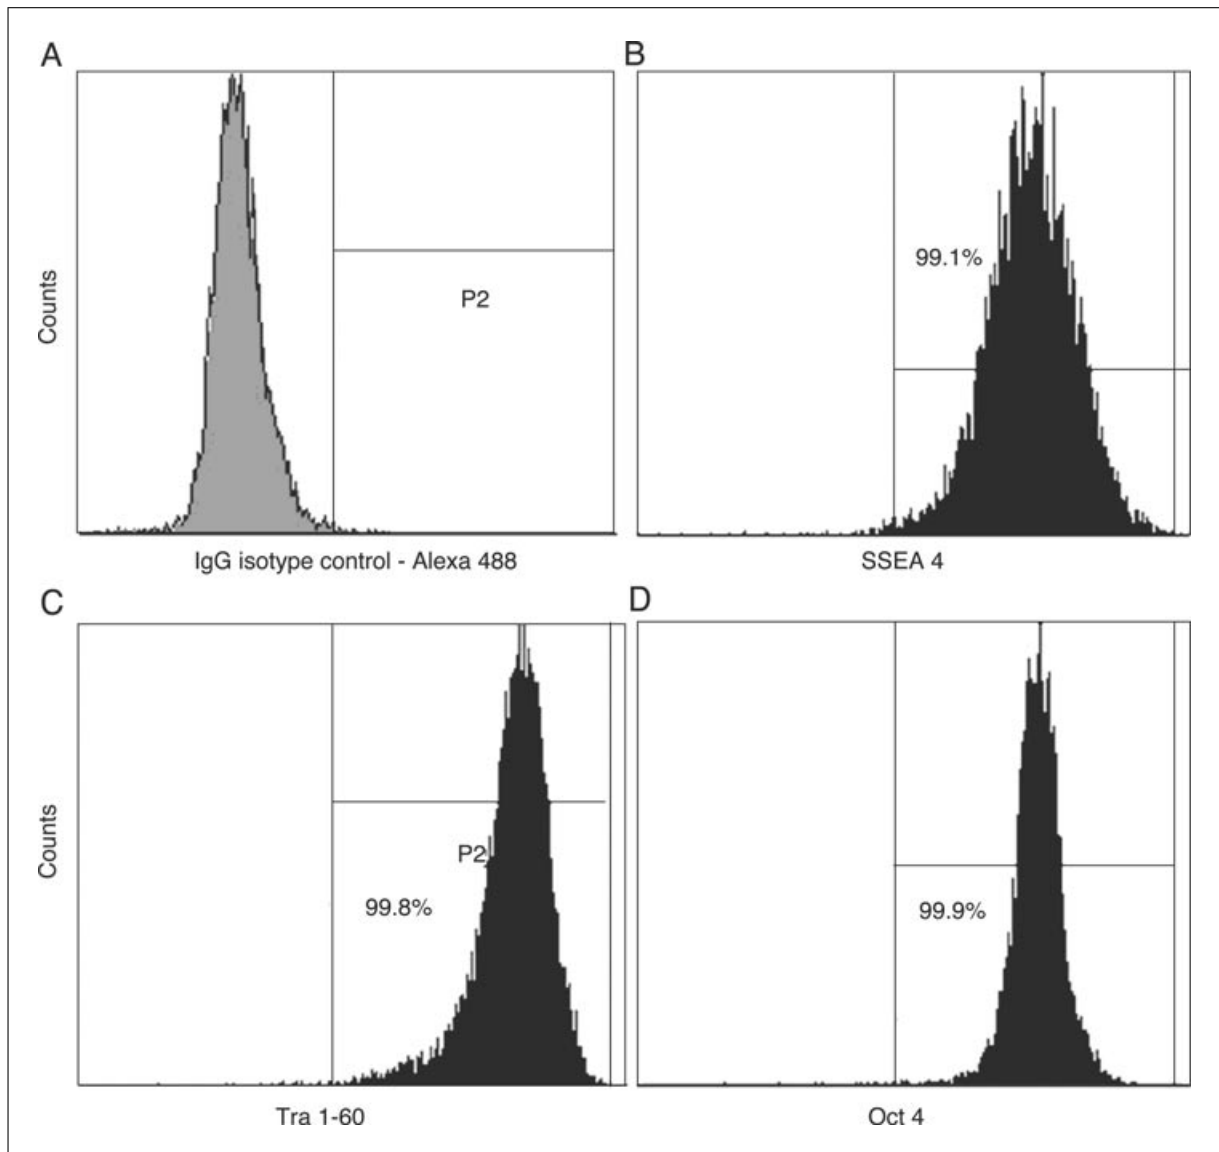 A
B
Counts
P2
99.1%
IgG isotype control - Alexa 488
SSEA 4
C
D
Counts
P2
99.8%
99.9%
Tra 1-60
Oct 4